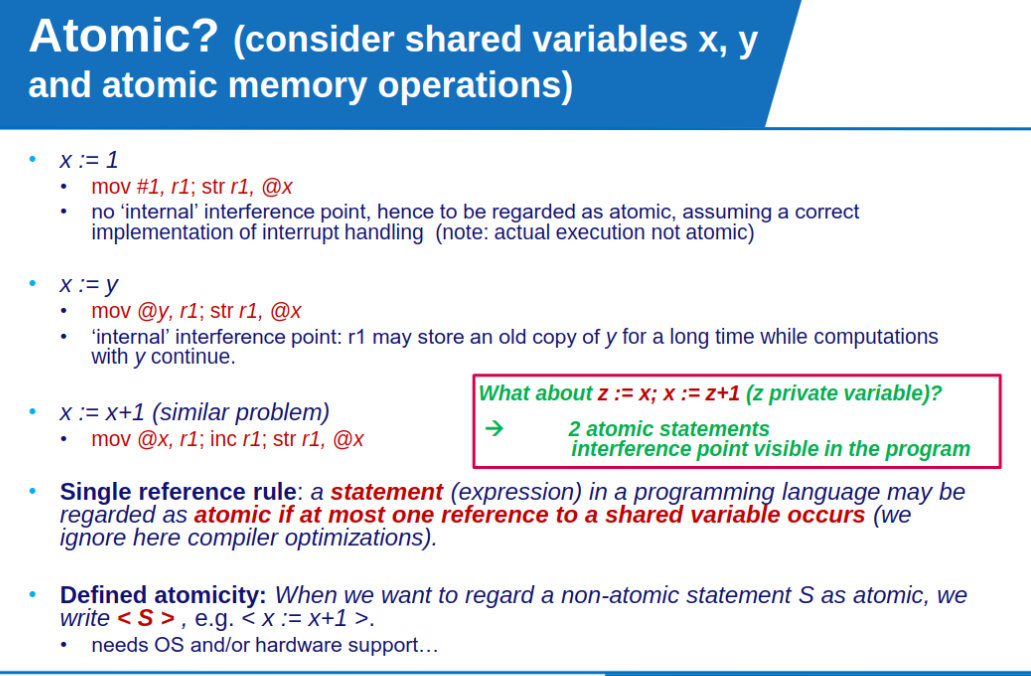 Atomic? (consider shared variables x, y
and atomic memory operations)
• x := 1
• mov #1, r1; str r1, @x
• no ‘internal’ interference point, hence to be regarded as atomic, assuming a correct
implementation of interrupt handling (note: actual execution not atomic)
• x := y
• mov @y, r1; str r1, @x
• ‘internal’ interference point: r1 may store an old copy of y for a long time while computations
with y continue.
What about z := x; x := z+1 (z private variable)?
→ 2 atomic statements
interference point visible in the program
• x := x+1 (similar problem)
• mov @x, r1; inc r1; str r1, @x
• Single reference rule: a statement (expression) in a programming language may be
regarded as atomic if at most one reference to a shared variable occurs (we
ignore here compiler optimizations).
• Defined atomicity: When we want to regard a non-atomic statement S as atomic, we
write < S > , e.g. < x := x+1 >.
• needs OS and/or hardware support…